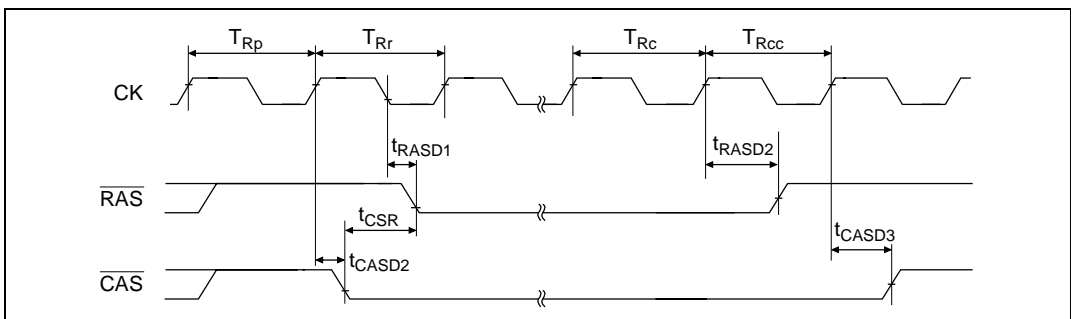 TRp TRr TRc TRcc
CK
tRASD1 tRASD2
RAS
tCSR
tCASD3
tCASD2
CAS